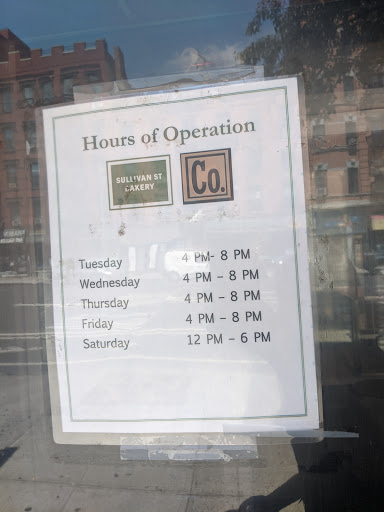 Hours of Operation
SULLIVAN ST
BAKERY
Co.
Tuesday 4 PM- 8 PM
Wednesday 4 PM – 8 PM
Thursday 4 PM – 8 PM
Friday 4 PM – 8 PM
Saturday 12 PM – 6 PM